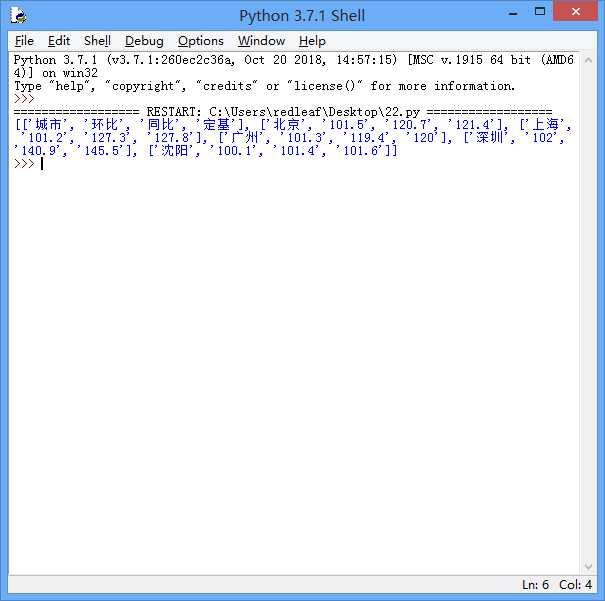 Python 3.7.1 Shell
File Edit Shell Debug Options Window Help
Python 3.7.1 (v3.7.1:260ec2c36a, Oct 20 2018, 14:57:15) [MSC v.1915 64 bit (AMD6
4)] on win32
Type "help", "copyright", "credits" or "license()" for more information.
>>>
================== RESTART: C:\Users\redleaf\Desktop\22.py ==================
[['城市', '环比', '同比', '定基'], ['北京', '101.5', '120.7', '121.4'], ['上海',
'101.2', '127.3', '127.8'], ['广州', '101.3', '119.4', '120'], ['深圳', '102',
'140.9', '145.5'], ['沈阳', '100.1', '101.4', '101.6']]
>>>
Ln: 6 Col: 4